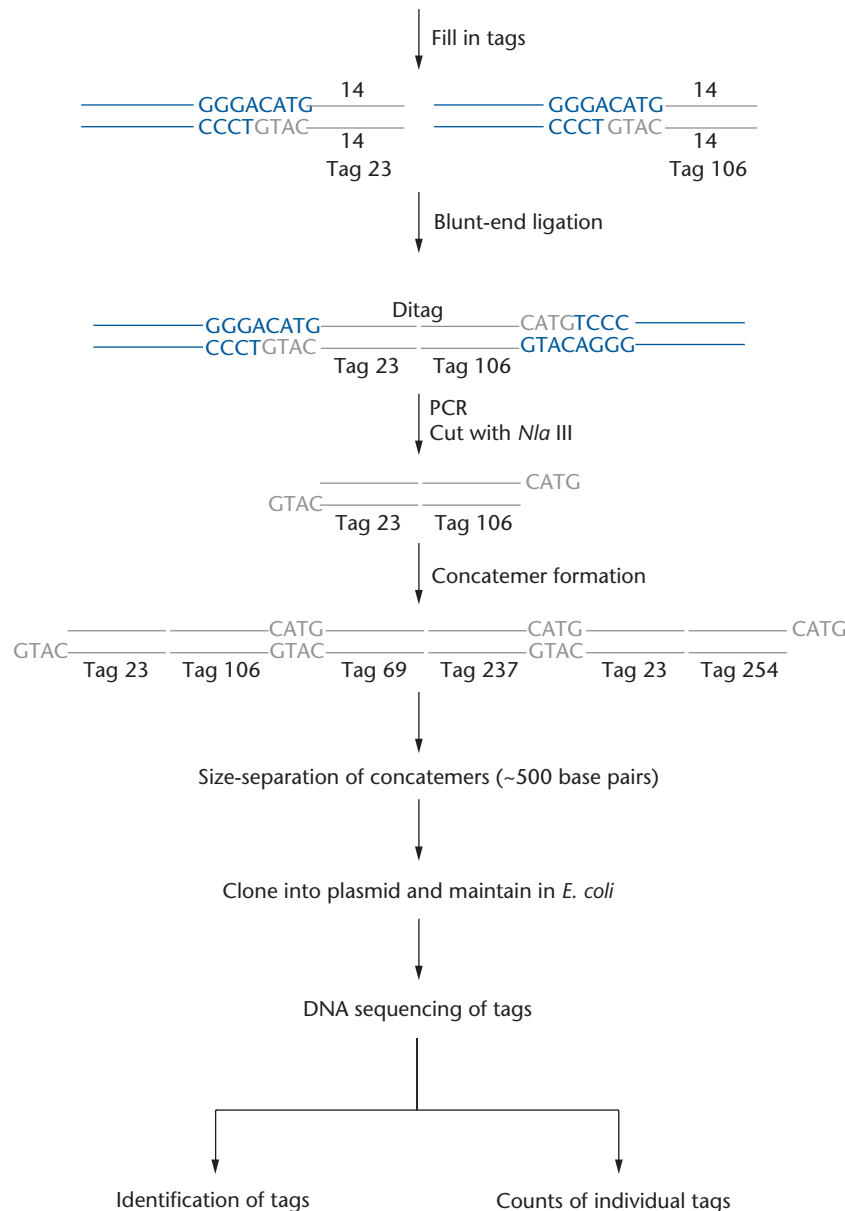 Fill in tags
14 14
GGGACATG GGGACATG
CCCTGTAC CCCT GTAC
14 14
Tag 23 Tag 106
Blunt-end ligation
Ditag
GGGACATG CATGTCCC
CCCTGTAC GTACAGGG
Tag 23 Tag 106
PCR
Cut with Nla III
CATG
GTAC
Tag 23 Tag 106
Concatemer formation
CATG CATG CATG
GTAC GTAC GTAC
Tag 23 Tag 106 Tag 69 Tag 237 Tag 23 Tag 254
Size-separation of concatemers (~500 base pairs)
Clone into plasmid and maintain in E. coli
DNA sequencing of tags
Identification of tags Counts of individual tags